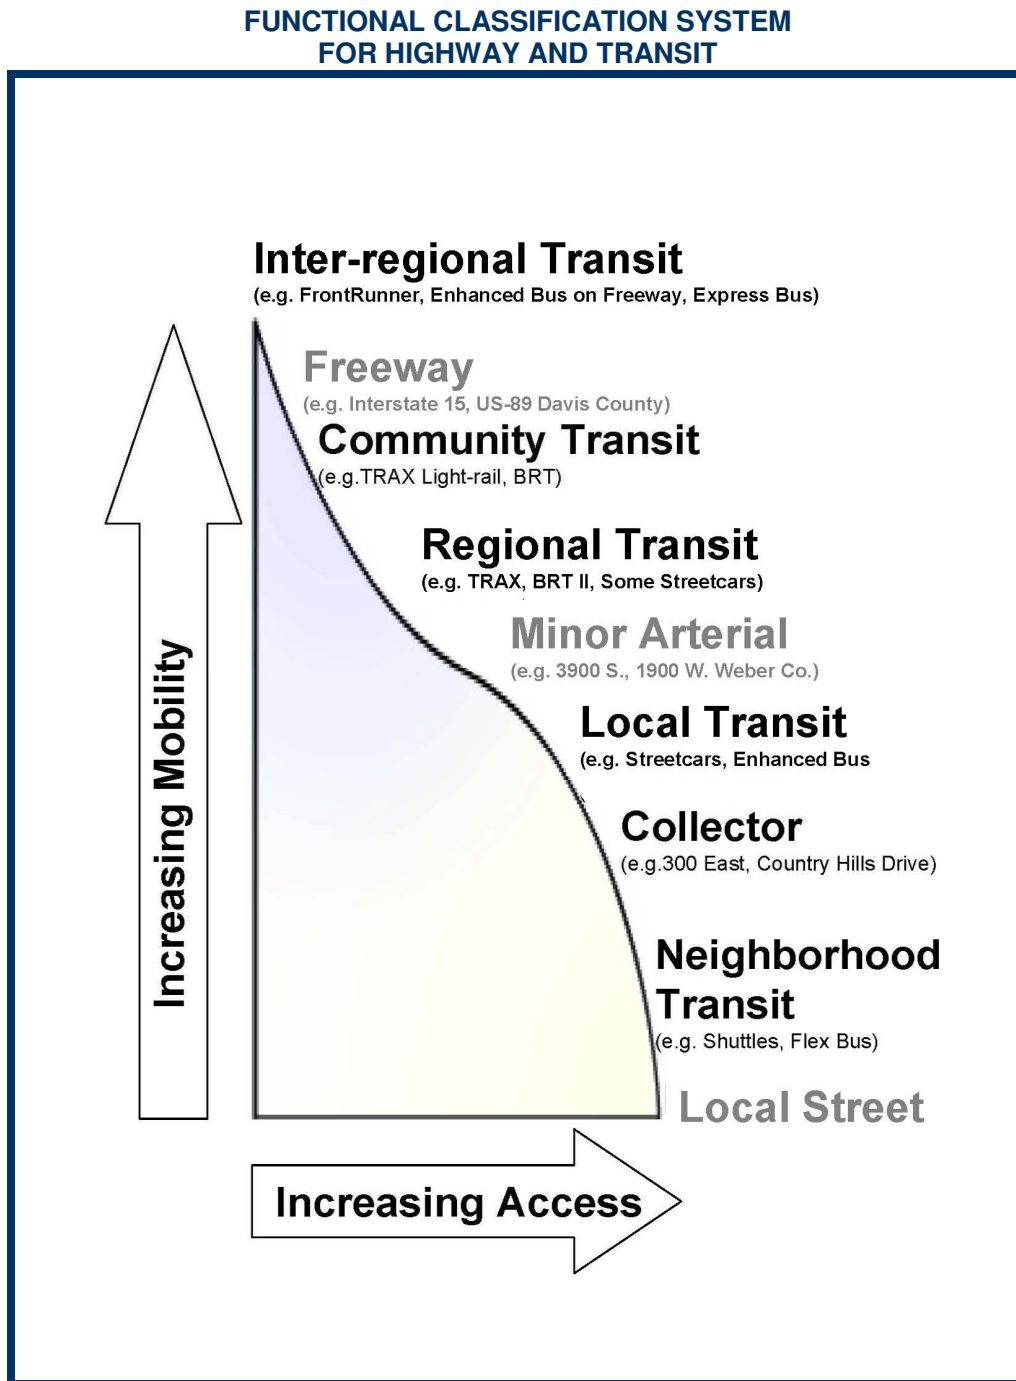 FUNCTIONAL CLASSIFICATION SYSTEM
FOR HIGHWAY AND TRANSIT
Inter-regional Transit
(e.g. FrontRunner, Enhanced Bus on Freeway, Express Bus)
Freeway
(e.g. Interstate 15, US-89 Davis County)
Community Transit
(e.g.TRAX Light-rail, BRT)
Regional Transit
(e.g. TRAX, BRT II, Some Streetcars)
Minor Arterial
(e.g. 3900 S., 1900 W. Weber Co.)
Local Transit
(e.g. Streetcars, Enhanced Bus
Collector
(e.g.300 East, Country Hills Drive)
Neighborhood
Transit
(e.g. Shuttles, Flex Bus)
Local Street
Increasing Mobility
Increasing Access